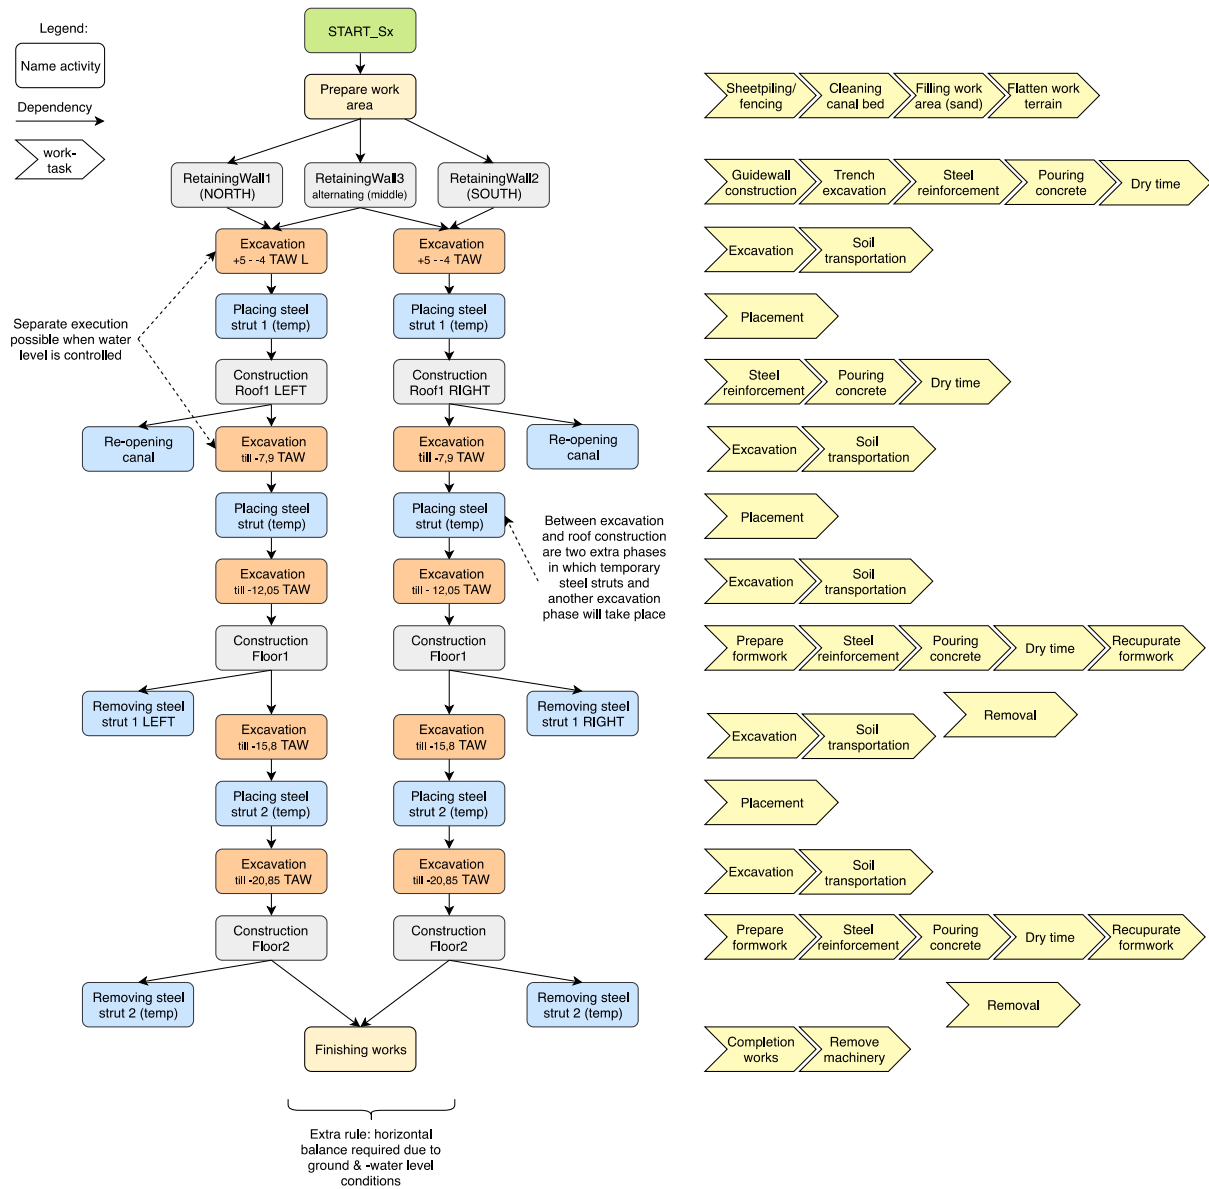 Legend:
Name activity
Dependency
work-
task
START_Sx
Prepare work
area
Sheetpiling/
fencing
Cleaning
canal bed
Filling work
area (sand)
Flatten work
terrain
RetainingWall1
(NORTH)
RetainingWall3
alternating (middle)
RetainingWall2
(SOUTH)
Guidewall
construction
Trench
excavation
Steel
reinforcement
Pouring
concrete
Dry time
Excavation
+5 - -4 TAW L
Excavation
+5 - -4 TAW
Excavation
Soil
transportation
Separate execution
possible when water
level is controlled
Placing steel
strut 1 (temp)
Placing steel
strut 1 (temp)
Placement
Construction
Roof1 LEFT
Construction
Roof1 RIGHT
Steel
reinforcement
Pouring
concrete
Dry time
Re-opening
canal
Excavation
till -7,9 TAW
Excavation
till -7,9 TAW
Re-opening
canal
Excavation
Soil
transportation
Placing steel
strut (temp)
Placing steel
strut (temp)
Between excavation
and roof construction
are two extra phases
in which temporary
steel struts and
another excavation
phase will take place
Placement
Excavation
till -12,05 TAW
Excavation
till - 12,05 TAW
Excavation
Soil
transportation
Construction
Floor1
Construction
Floor1
Prepare
formwork
Steel
reinforcement
Pouring
concrete
Dry time
Recupurate
formwork
Removing steel
strut 1 LEFT
Removing steel
strut 1 RIGHT
Removal
Excavation
till -15,8 TAW
Excavation
till -15,8 TAW
Excavation
Soil
transportation
Placing steel
strut 2 (temp)
Placing steel
strut 2 (temp)
Placement
Excavation
till -20,85 TAW
Excavation
till -20,85 TAW
Excavation
Soil
transportation
Construction
Floor2
Construction
Floor2
Prepare
formwork
Steel
reinforcement
Pouring
concrete
Dry time
Recupurate
formwork
Removing steel
strut 2 (temp)
Removing steel
strut 2 (temp)
Removal
Finishing works
Completion
works
Remove
machinery
Extra rule: horizontal
balance required due to
ground & -water level
conditions